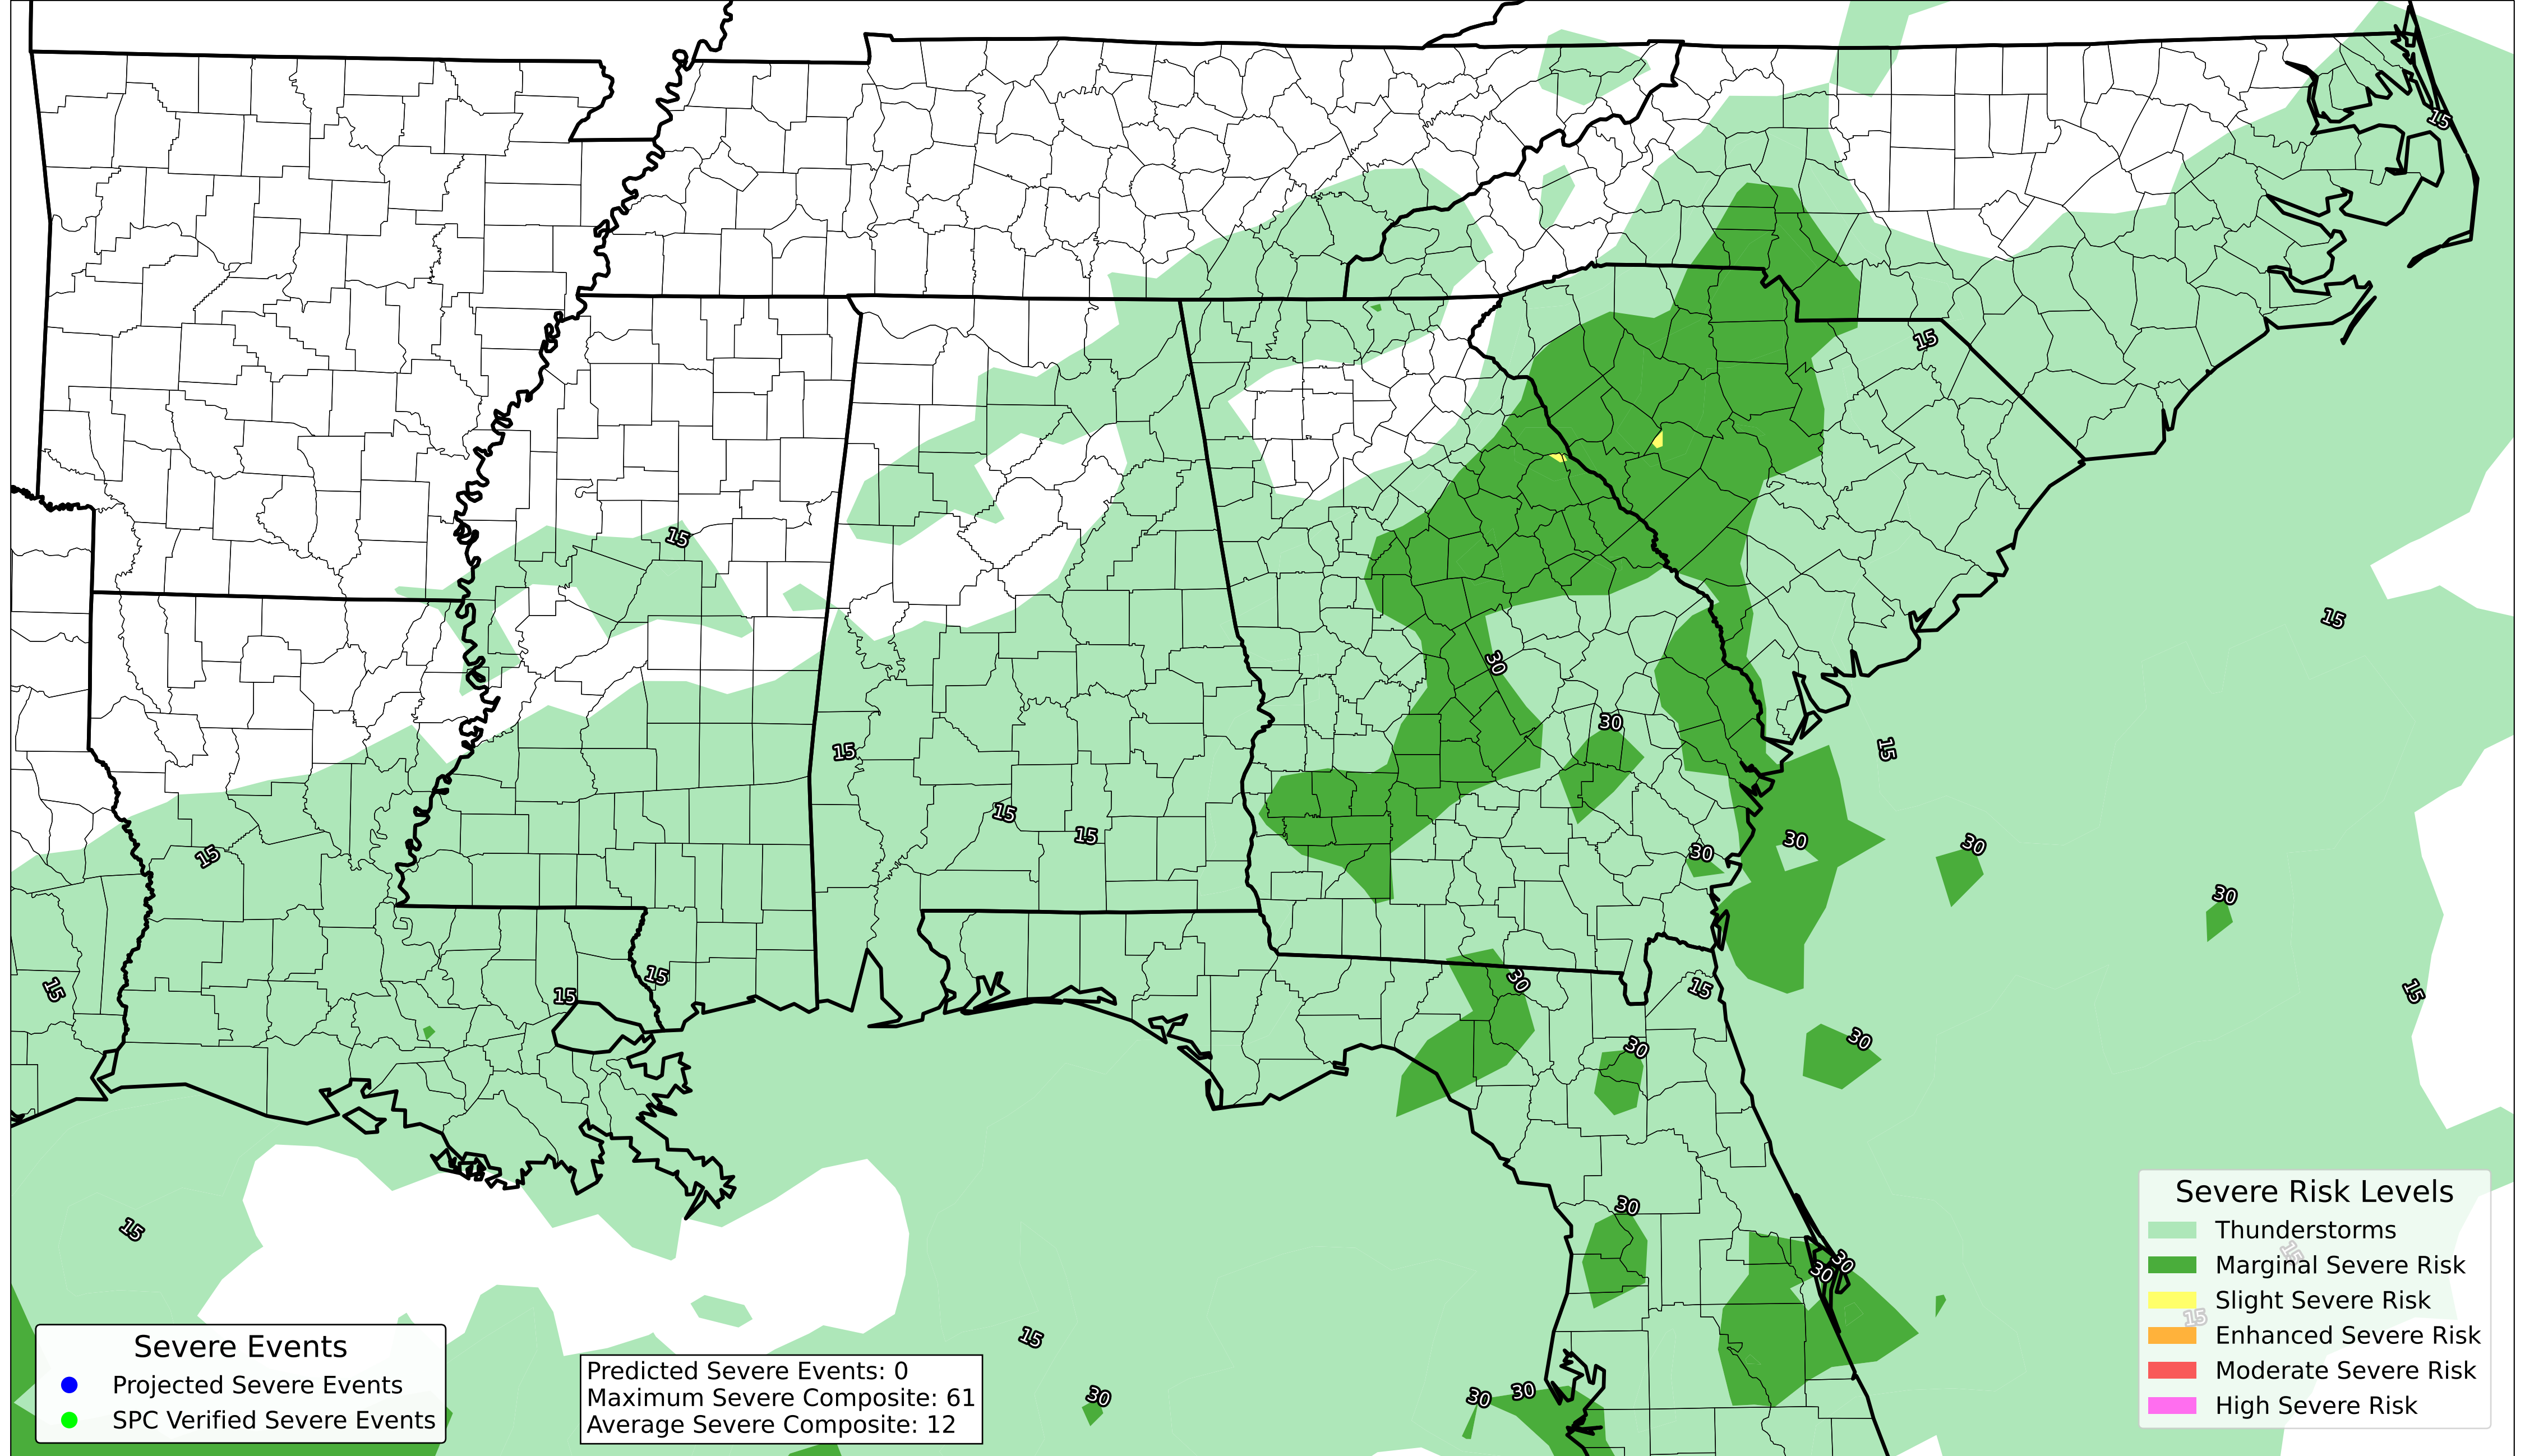 15
15
15
30
15
30
15
15
15
15
15
30
30
30
30
15
30
15
15
15
15
30
30
30
15
30
30
15
15
15
30
30
30
Severe Risk Levels
Thunderstorms
Marginal Severe Risk
Slight Severe Risk
Enhanced Severe Risk
Moderate Severe Risk
High Severe Risk
Severe Events
Projected Severe Events
SPC Verified Severe Events
Predicted Severe Events: 0
Maximum Severe Composite: 61
Average Severe Composite: 12